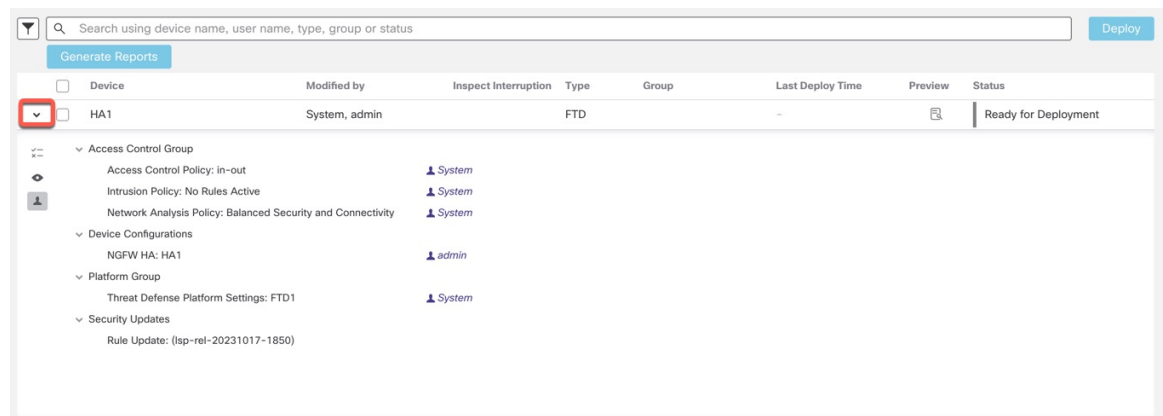 Search using device name, user name, type, group or status
Deploy
Generate Reports
Device Modified by Inspect Interruption Type Group Last Deploy Time Preview Status
HA1 System, admin FTD - Ready for Deployment
Access Control Group
Access Control Policy: in-out System
Intrusion Policy: No Rules Active System
Network Analysis Policy: Balanced Security and Connectivity System
Device Configurations
NGFW HA: HA1 admin
Platform Group
Threat Defense Platform Settings: FTD1 System
Security Updates
Rule Update: (lsp-rel-20231017-1850)